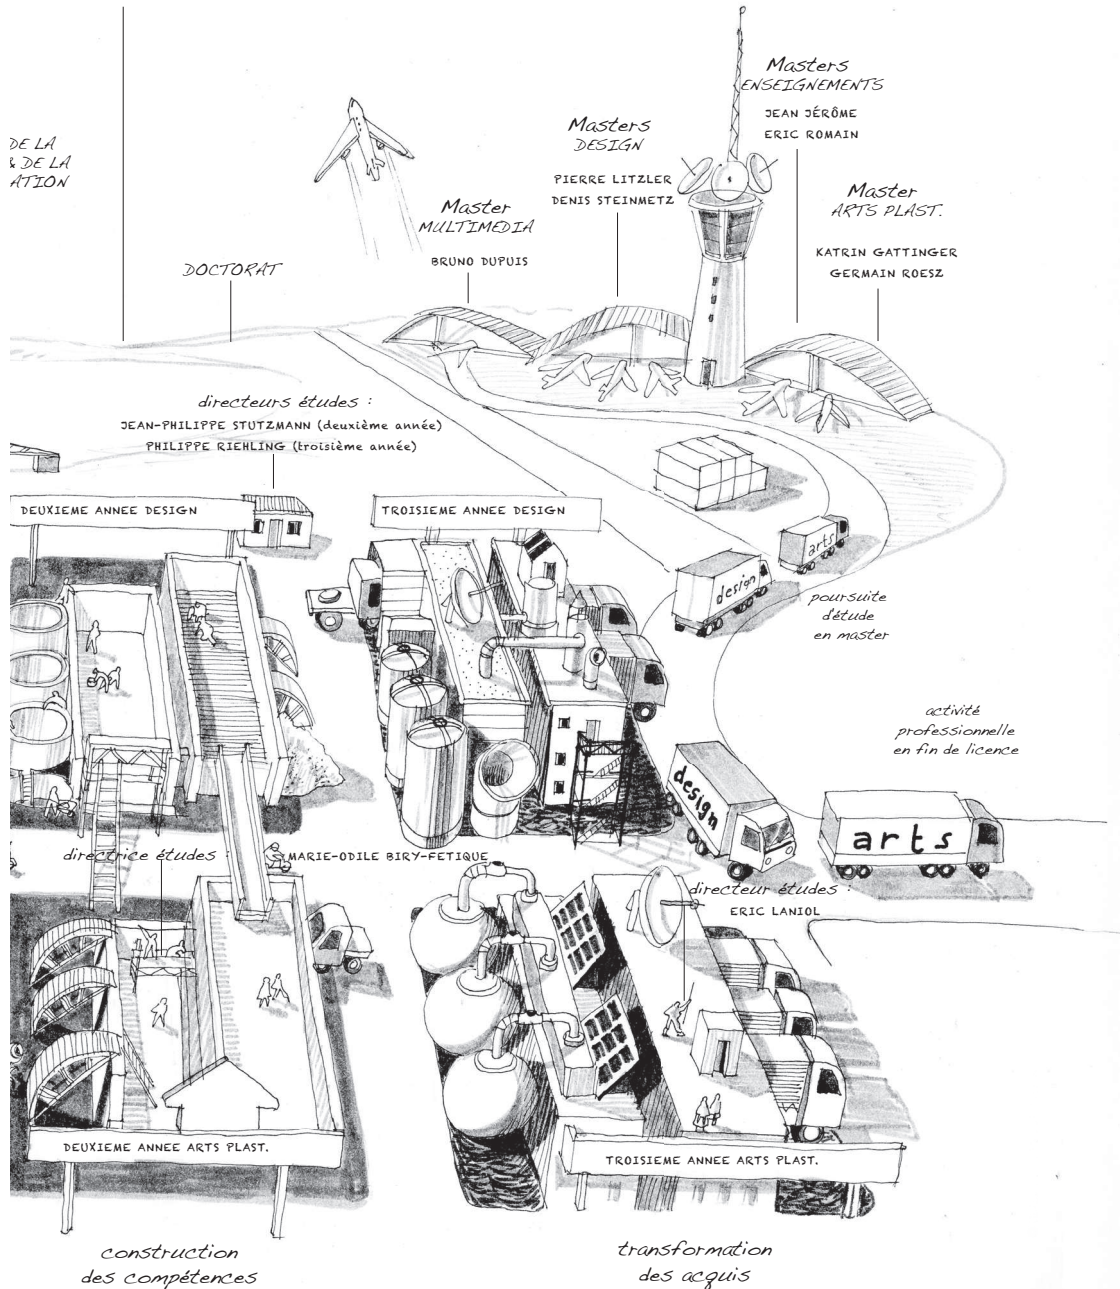 Masters
ENSEIGNEMENTS
JEAN JÉRÔME
ERIC ROMAIN
Masters
DESIGN
PIERRE LITZLER
DENIS STEINMETZ
DE LA
& DE LA
ATION
Master
ARTS PLAST.
KATRIN GATTINGER
GERMAIN ROESZ
Master
MULTIMEDIA
BRUNO DUPUIS
DOCTORAT
directeurs études :
JEAN-PHILIPPE STUTZMANN (deuxième année)
PHILIPPE RIEHLING (troisième année)
DEUXIEME ANNEE DESIGN
TROISIEME ANNEE DESIGN
arts
design
poursuite
d'étude
en master
activité
professionnelle
en fin de licence
design
arts
directrice études :
MARIE-ODILE BIRY-FETIQUE
directeur études :
ERIC LANIOL
DEUXIEME ANNEE ARTS PLAST.
TROISIEME ANNEE ARTS PLAST.
construction
des compétences
transformation
des acquis